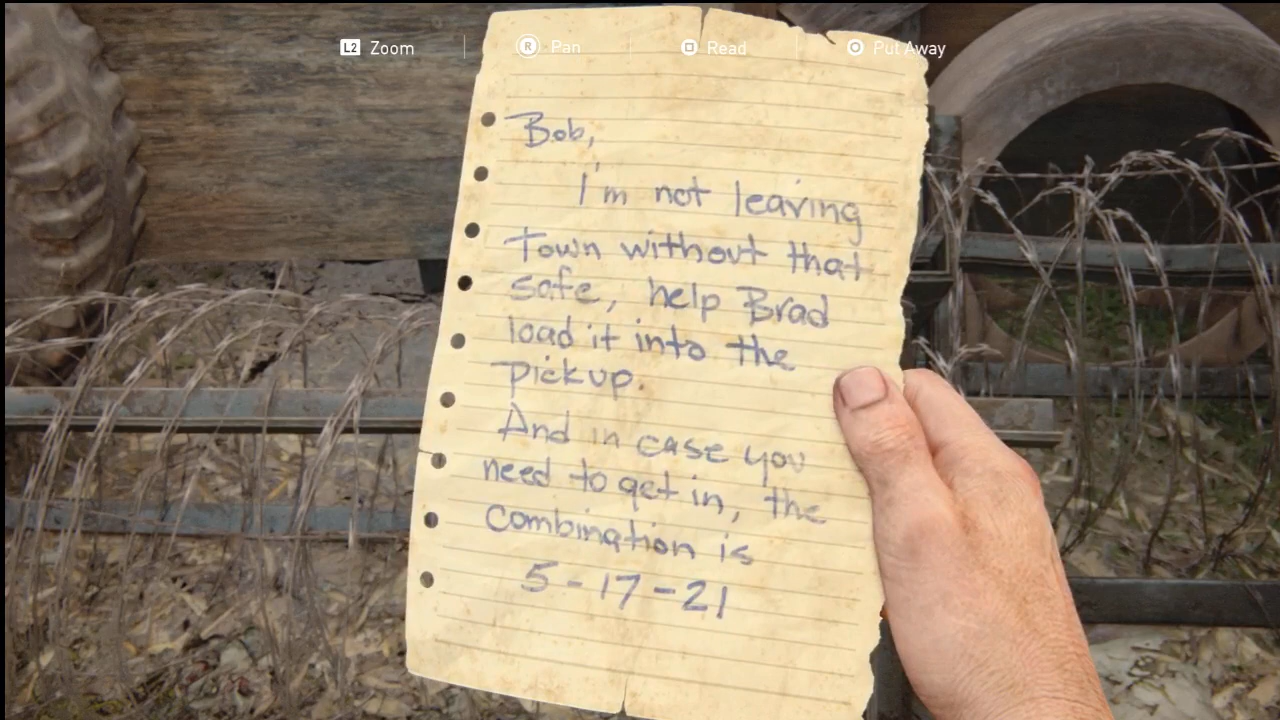 L2 Zoom R Pan Read Put Away
Bob,
I'm not leaving
Town without that
safe, help Brad
load it into the
pickup.
And in case you
need to get in, the
combination is
5-17-21